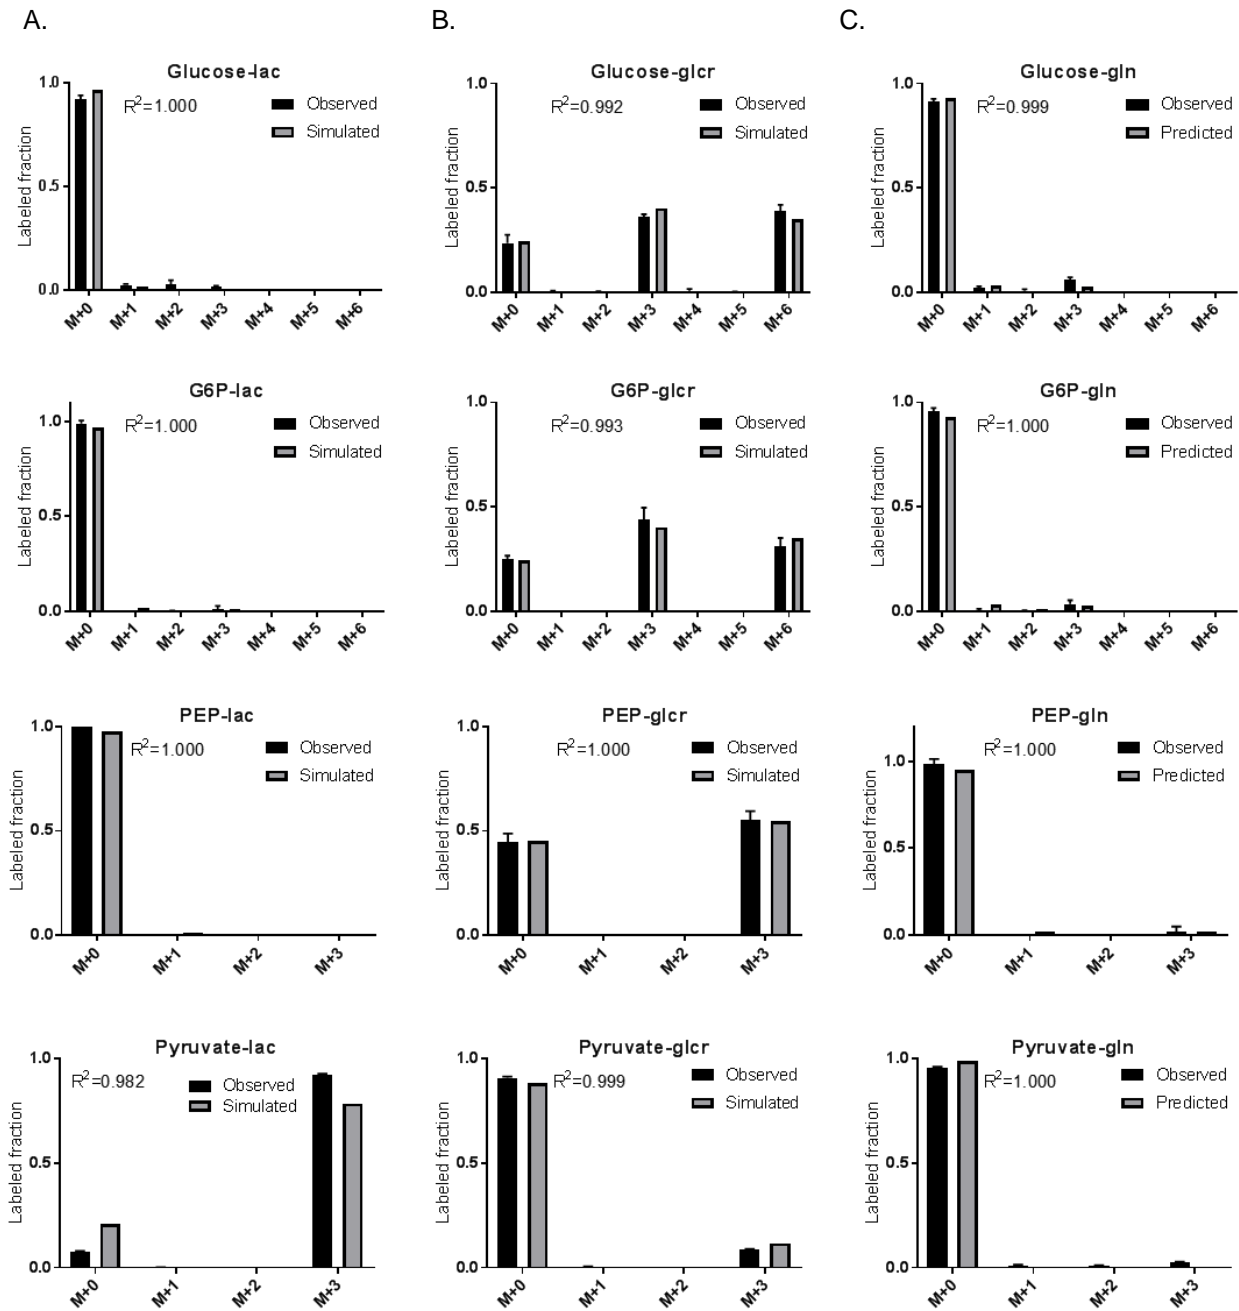 A.
B.
C.
Glucose-lac
R²=1.000
Observed
Simulated
Labeled fraction
1.0
0.5
0.0
M+0
M+1
M+2
M+3
M+4
M+5
M+6
Glucose-glcr
R²=0.992
Observed
Simulated
Labeled fraction
1.0
0.5
0.0
M+0
M+1
M+2
M+3
M+4
M+5
M+6
Glucose-gln
R²=0.999
Observed
Predicted
Labeled fraction
1.0
0.5
0.0
M+0
M+1
M+2
M+3
M+4
M+5
M+6
G6P-lac
R²=1.000
Observed
Simulated
Labeled fraction
1.0
0.5
0.0
M+0
M+1
M+2
M+3
M+4
M+5
M+6
G6P-glcr
R²=0.993
Observed
Simulated
Labeled fraction
1.0
0.5
0.0
M+0
M+1
M+2
M+3
M+4
M+5
M+6
G6P-gln
R²=1.000
Observed
Predicted
Labeled fraction
1.0
0.5
0.0
M+0
M+1
M+2
M+3
M+4
M+5
M+6
PEP-lac
R²=1.000
Observed
Simulated
Labeled fraction
1.0
0.5
0.0
M+0
M+1
M+2
M+3
PEP-glcr
R²=1.000
Observed
Simulated
Labeled fraction
1.0
0.5
0.0
M+0
M+1
M+2
M+3
PEP-gln
R²=1.000
Observed
Predicted
Labeled fraction
1.0
0.5
0.0
M+0
M+1
M+2
M+3
Pyruvate-lac
R²=0.982
Observed
Simulated
Labeled fraction
1.0
0.5
0.0
M+0
M+1
M+2
M+3
Pyruvate-glcr
R²=0.999
Observed
Simulated
Labeled fraction
1.0
0.5
0.0
M+0
M+1
M+2
M+3
Pyruvate-gln
R²=1.000
Observed
Predicted
Labeled fraction
1.0
0.5
0.0
M+0
M+1
M+2
M+3